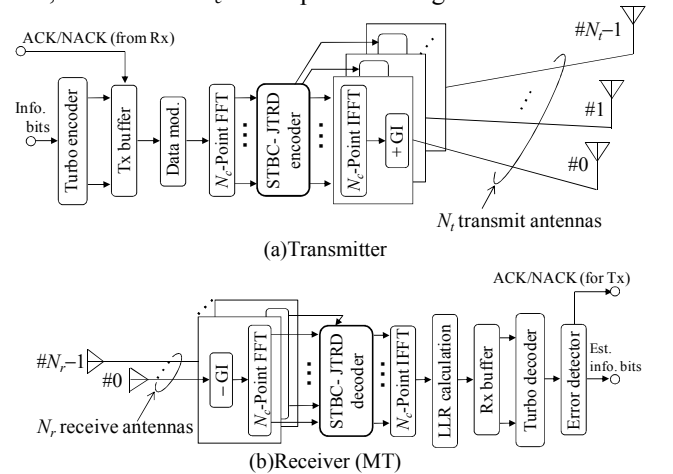 ACK/NACK (from Rx)
Info.
bits
Turbo encoder
Tx buffer
Data mod.
Nc-Point FFT
STBC- JTRD
encoder
Nc-Point IFFT
+ GI
#Nt−1
#1
#0
Nt transmit antennas
(a)Transmitter
ACK/NACK (for Tx)
#Nr−1
#0
− GI
Nc-Point FFT
STBC- JTRD
decoder
Nc-Point IFFT
LLR calculation
Rx buffer
Turbo decoder
Error detector
Est.
info. bits
Nr receive antennas
(b)Receiver (MT)